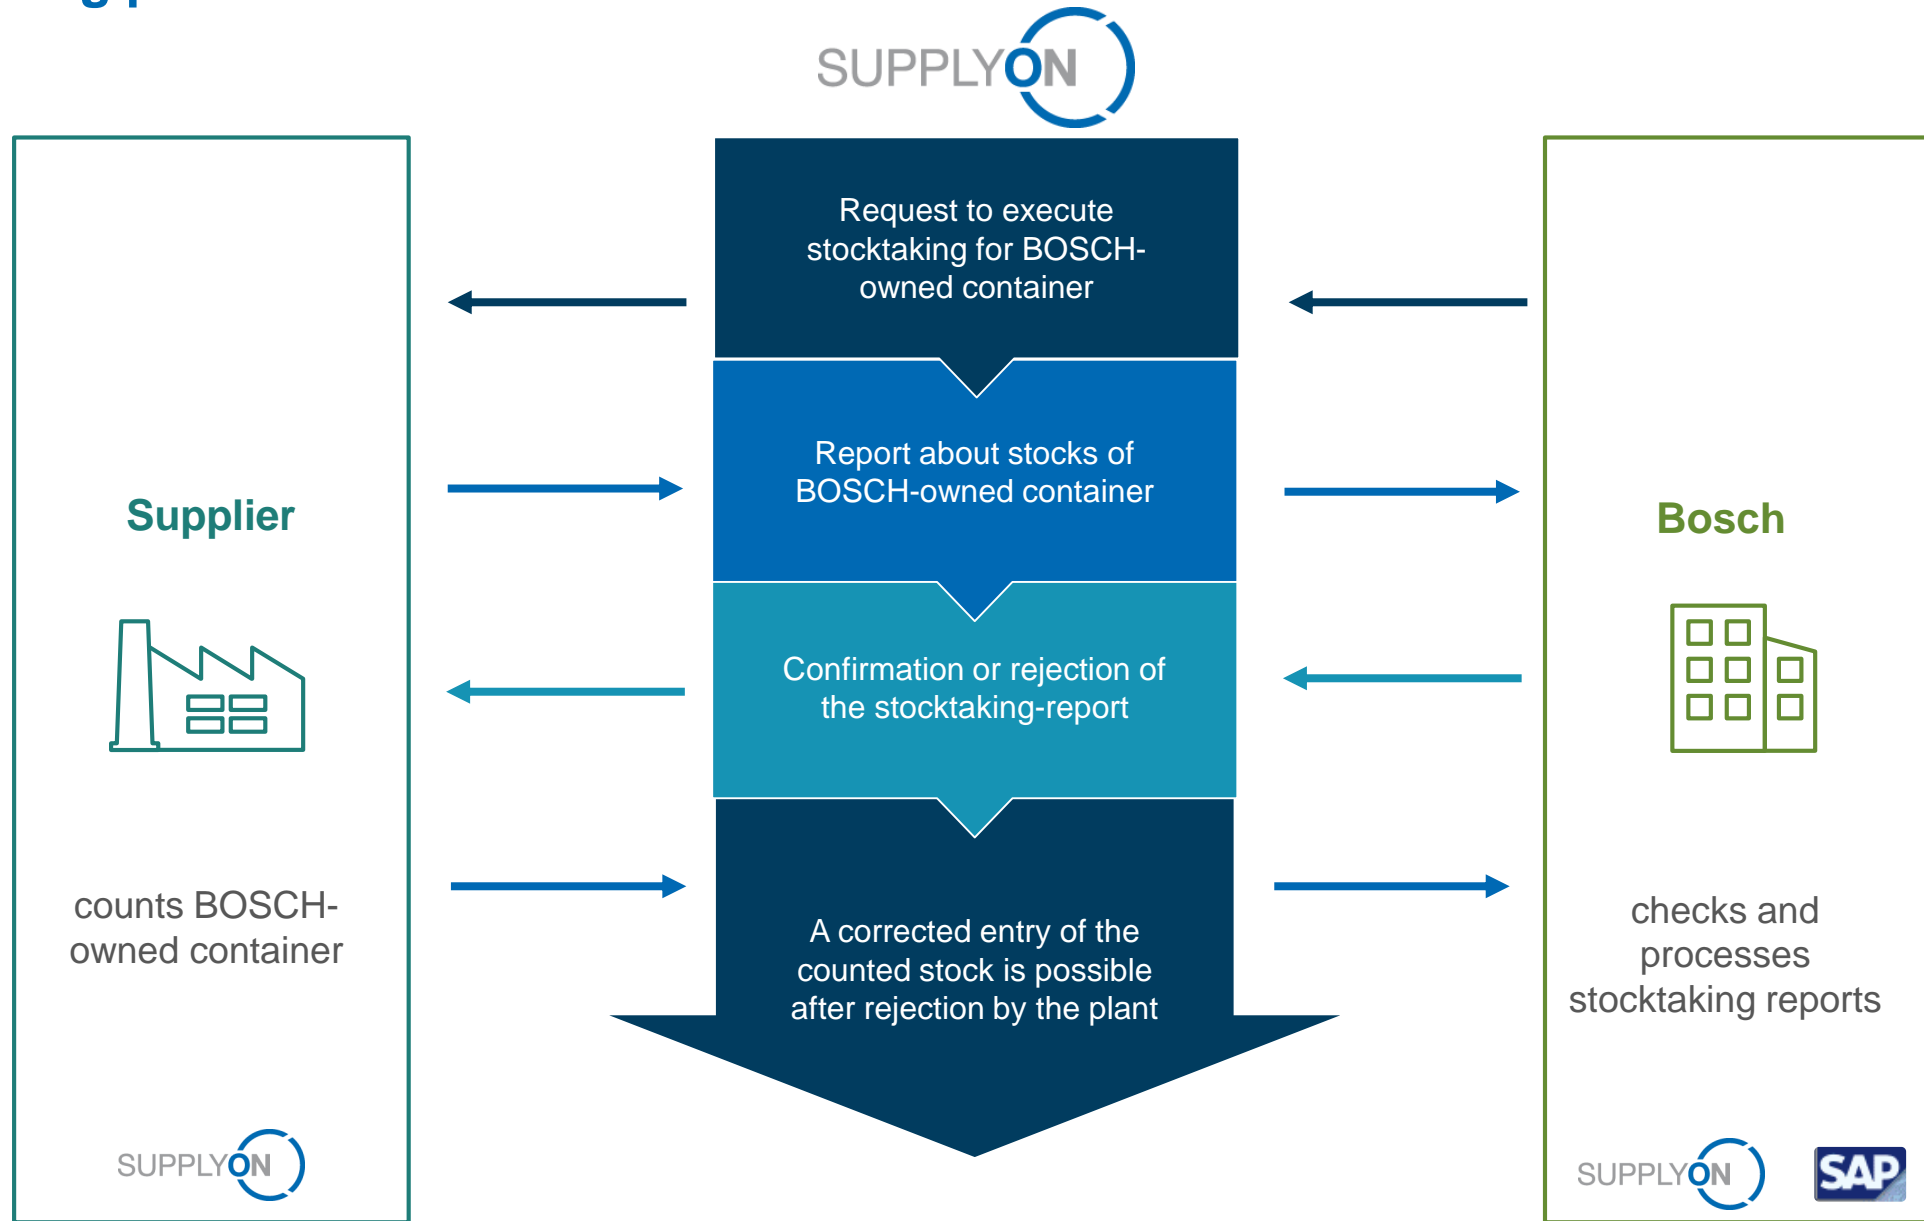 SUPPLYON
Request to execute
stocktaking for BOSCH-
owned container
Report about stocks of
BOSCH-owned container
Confirmation or rejection of
the stocktaking-report
A corrected entry of the
counted stock is possible
after rejection by the plant
Supplier
counts BOSCH-
owned container
SUPPLYON
Bosch
checks and
processes
stocktaking reports
SUPPLYON
SAP